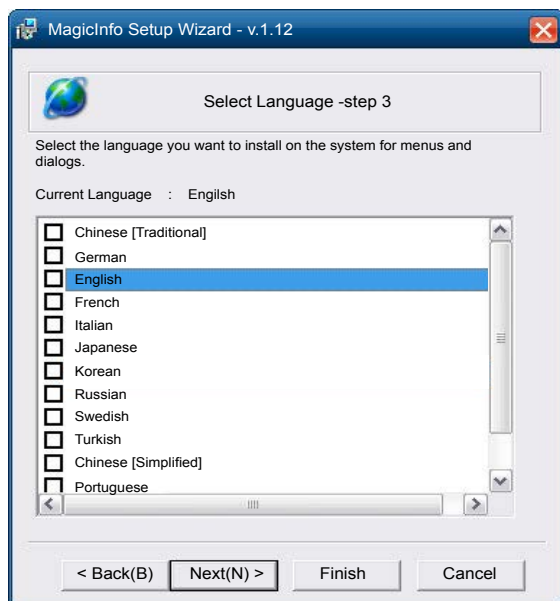 MagicInfo Setup Wizard - v.1.12
Select Language -step 3
Select the language you want to install on the system for menus and
dialogs.
Current Language : Engilsh
Chinese [Traditional]
German
English
French
Italian
Japanese
Korean
Russian
Swedish
Turkish
Chinese [Simplified]
Portuguese
< Back(B) Next(N) > Finish Cancel